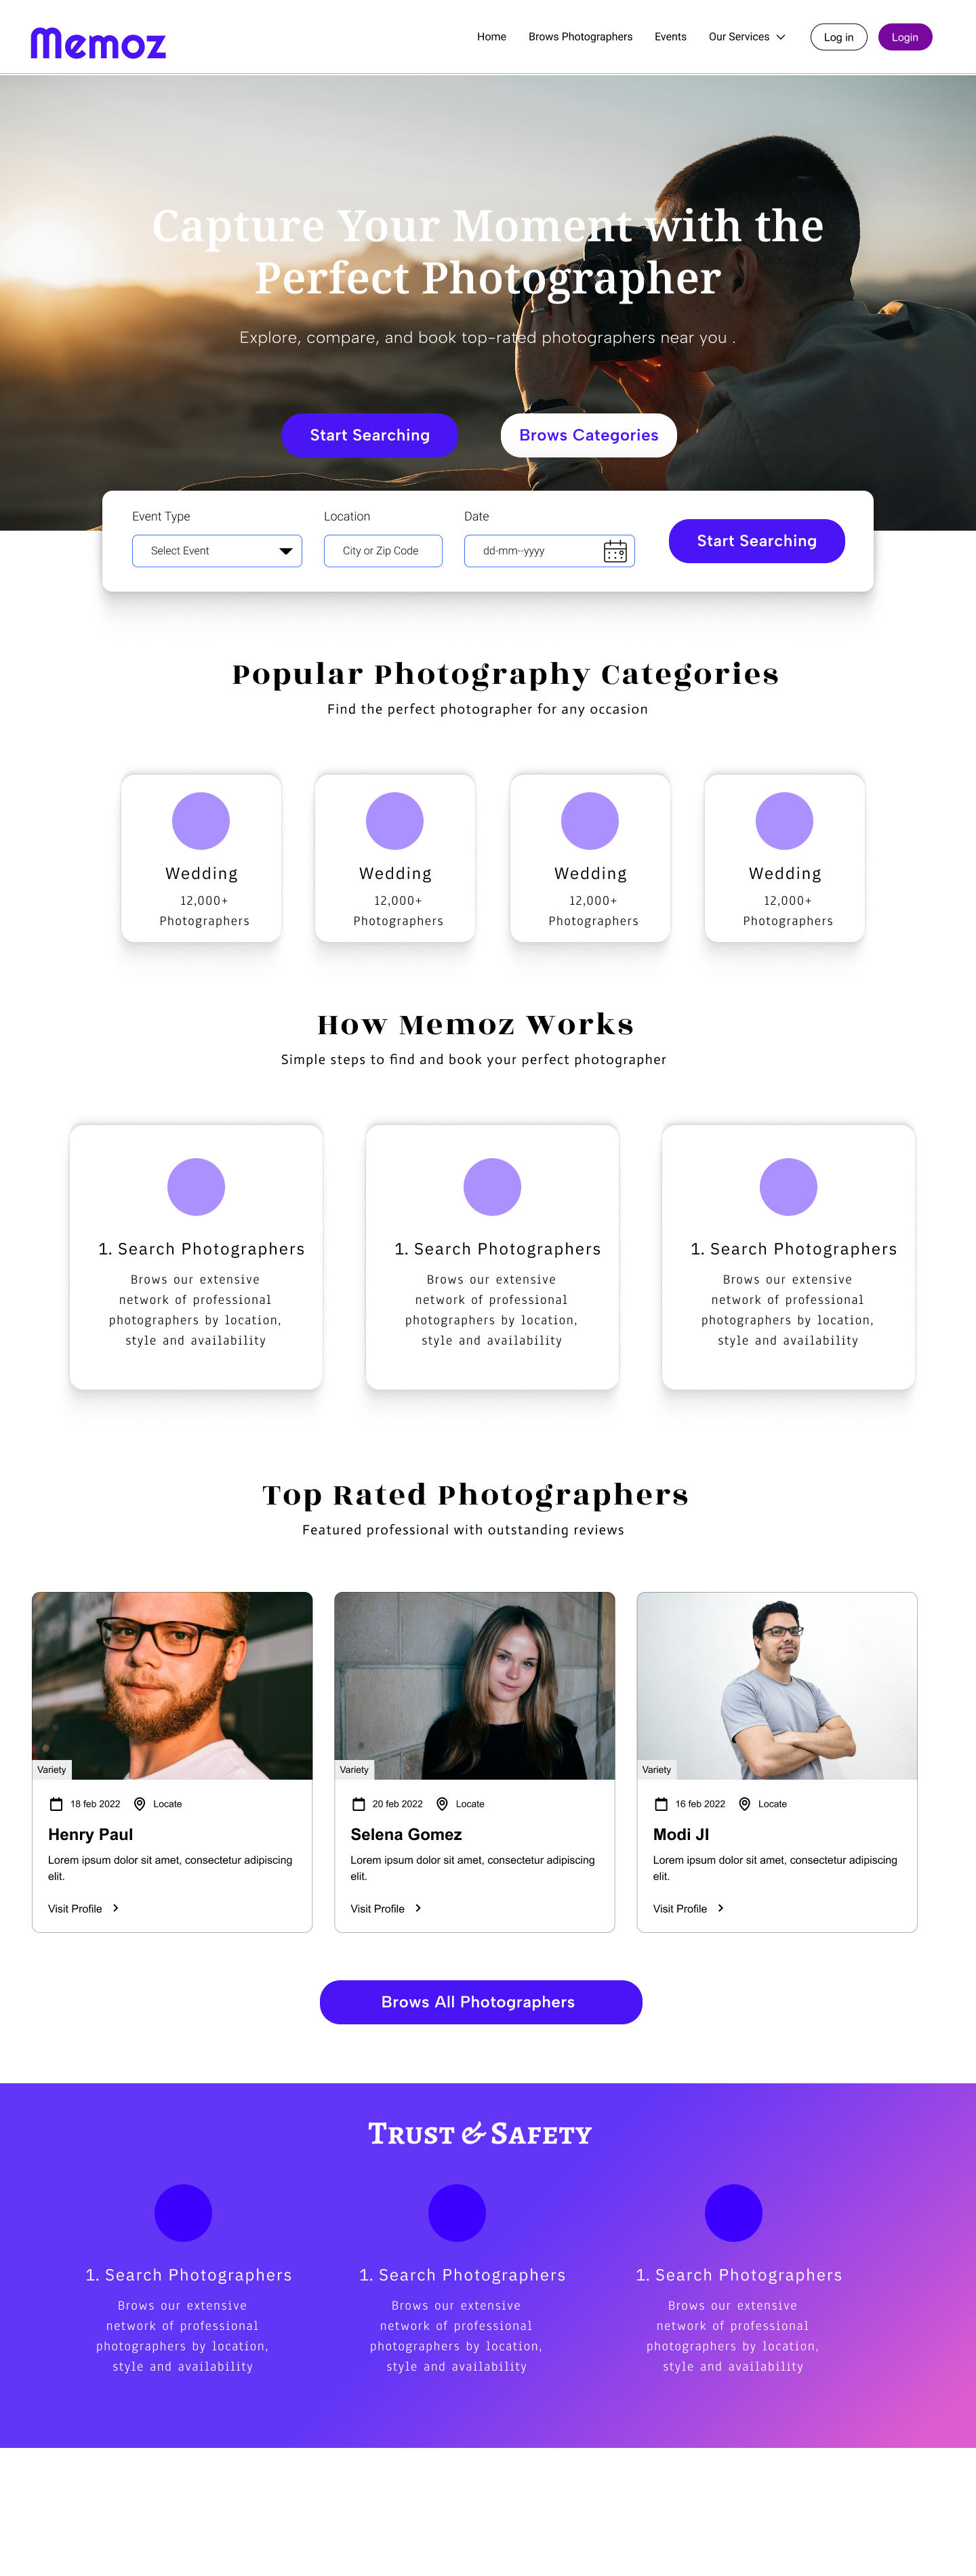 Memoz
Home Brows Photographers Events Our Services Log in Login
Capture Your Moment with the
Perfect Photographer
Explore, compare, and book top-rated photographers near you .
Start Searching Brows Categories
Event Type Location Date
Select Event City or Zip Code dd-mm--yyyy Start Searching
Popular Photography Categories
Find the perfect photographer for any occasion
Wedding Wedding Wedding Wedding
12,000+ 12,000+ 12,000+ 12,000+
Photographers Photographers Photographers Photographers
How Memoz Works
Simple steps to find and book your perfect photographer
1. Search Photographers 1. Search Photographers 1. Search Photographers
Brows our extensive Brows our extensive Brows our extensive
network of professional network of professional network of professional
photographers by location, photographers by location, photographers by location,
style and availability style and availability style and availability
Top Rated Photographers
Featured professional with outstanding reviews
Variety Variety Variety
18 feb 2022 Locate 20 feb 2022 Locate 16 feb 2022 Locate
Henry Paul Selena Gomez Modi JI
Lorem ipsum dolor sit amet, consectetur adipiscing Lorem ipsum dolor sit amet, consectetur adipiscing Lorem ipsum dolor sit amet, consectetur adipiscing
elit. elit. elit.
Visit Profile Visit Profile Visit Profile
Brows All Photographers
Trust & Safety
1. Search Photographers 1. Search Photographers 1. Search Photographers
Brows our extensive Brows our extensive Brows our extensive
network of professional network of professional network of professional
photographers by location, photographers by location, photographers by location,
style and availability style and availability style and availability